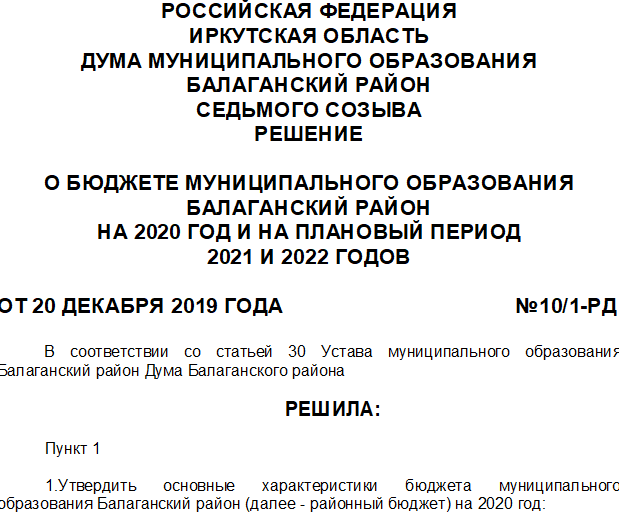 РОССИЙСКАЯ ФЕДЕРАЦИЯ
ИРКУТСКАЯ ОБЛАСТЬ
ДУМА МУНИЦИПАЛЬНОГО ОБРАЗОВАНИЯ
БАЛАГАНСКИЙ РАЙОН
СЕДЬМОГО СОЗЫВА
РЕШЕНИЕ
О БЮДЖЕТЕ МУНИЦИПАЛЬНОГО ОБРАЗОВАНИЯ
БАЛАГАНСКИЙ РАЙОН
НА 2020 ГОД И НА ПЛАНОВЫЙ ПЕРИОД
2021 И 2022 ГОДОВ
ОТ 20 ДЕКАБРЯ 2019 ГОДА №10/1-РД
В соответствии со статьей 30 Устава муниципального образования
Балаганский район Дума Балаганского района
РЕШИЛА:
Пункт 1
1.Утвердить основные характеристики бюджета муниципального
образования Балаганский район (далее - районный бюджет) на 2020 год: